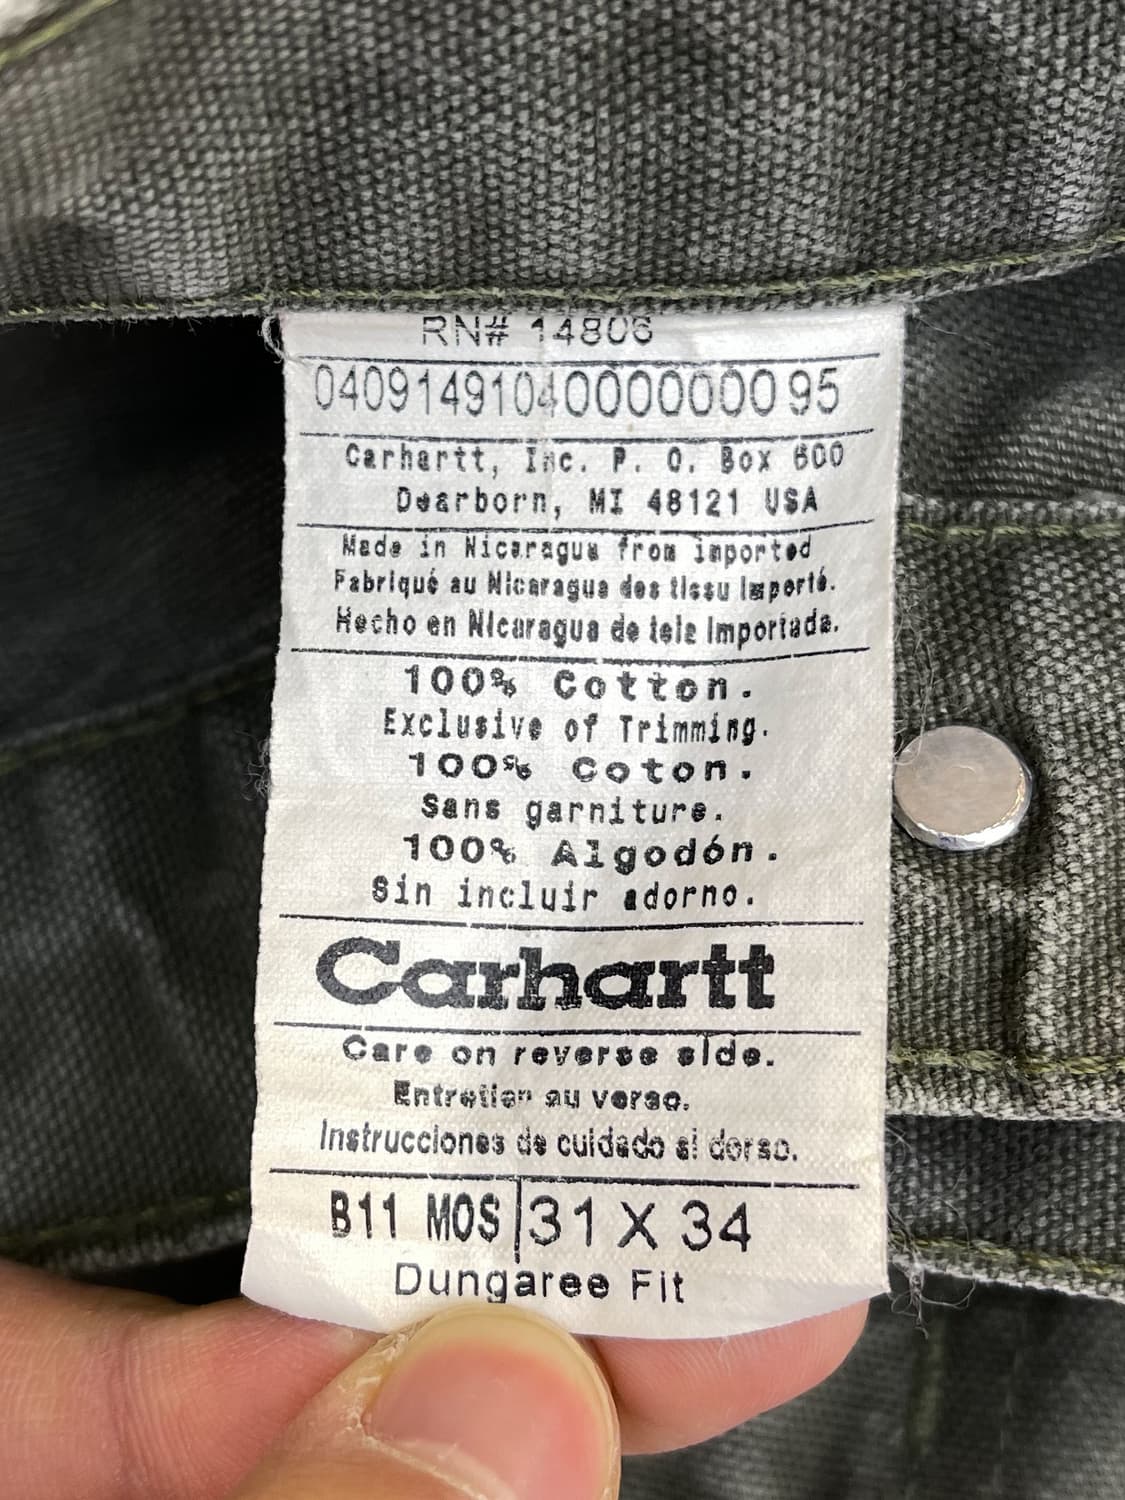 RN# 14806
0409149104000000095
Carhartt, Inc. P. O. Box 600
Dearborn, MI 48121 USA
Made in Nicaragua from imported
Fabriqué au Nicaragua des tissu Importé.
Hecho en Nicaragua de tela Importada.
100% Cotton.
Exclusive of Trimming.
100% Coton.
Sans garniture.
100% Algodón.
Sin incluir adorno.
Carhartt
Care on reverse side.
Entretien au verso.
Instrucciones de cuidado si dorso.
B11 MOS 31 X 34
Dungaree Fit